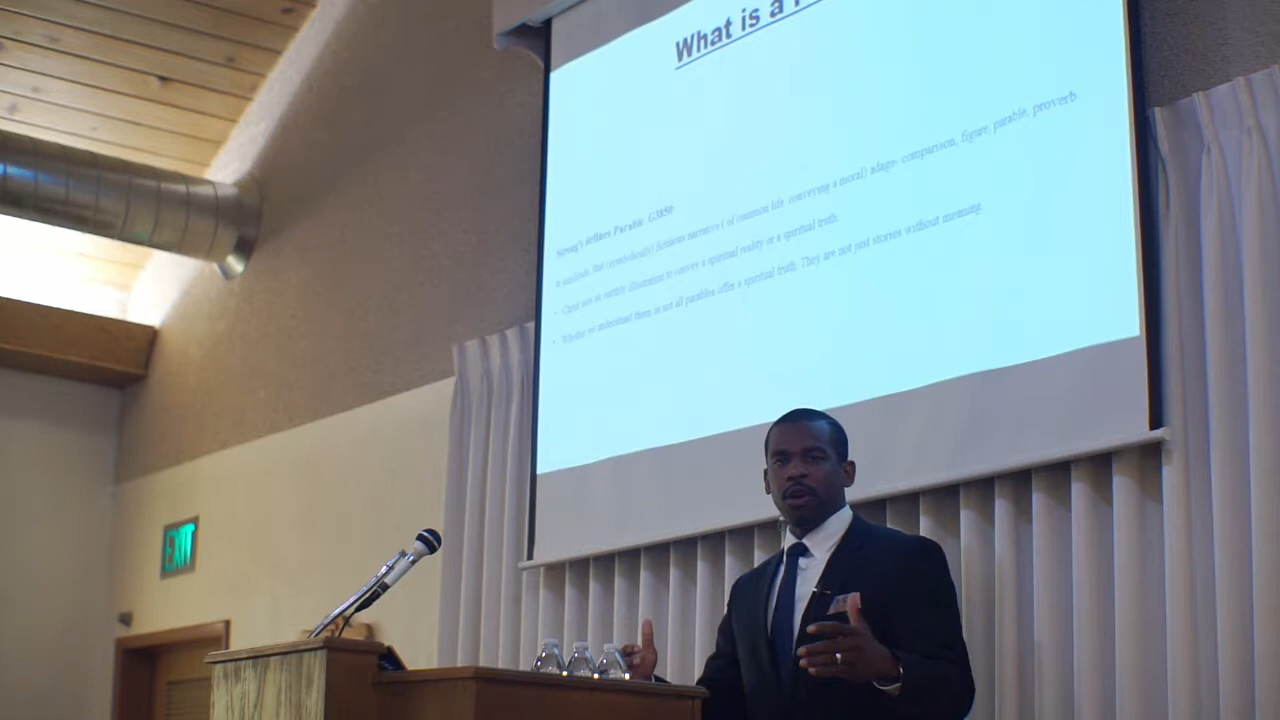 What is a
Strong's defines Parable G3850
A similitude, that (symbolically) fictitious narrative ( of common life conveying a moral) adage- comparison, figure, parable, proverb
• Christ uses an earthly illustration to convey a spiritual reality or a spiritual truth.
• Whether we understand them or not all parables offer a spiritual truth. They are not just stories without meaning.
EXIT